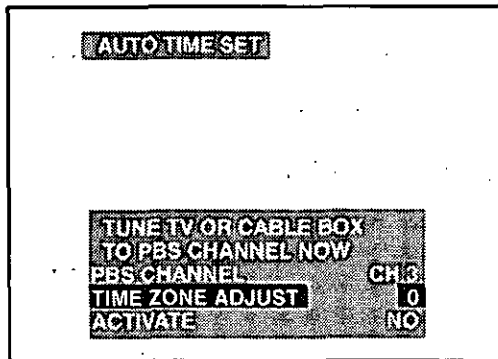 AUTO TIME SET
TUNE TV OR CABLE BOX
TO PBS CHANNEL NOW
PBS CHANNEL CH 3
TIME ZONE ADJUST 0
ACTIVATE NO